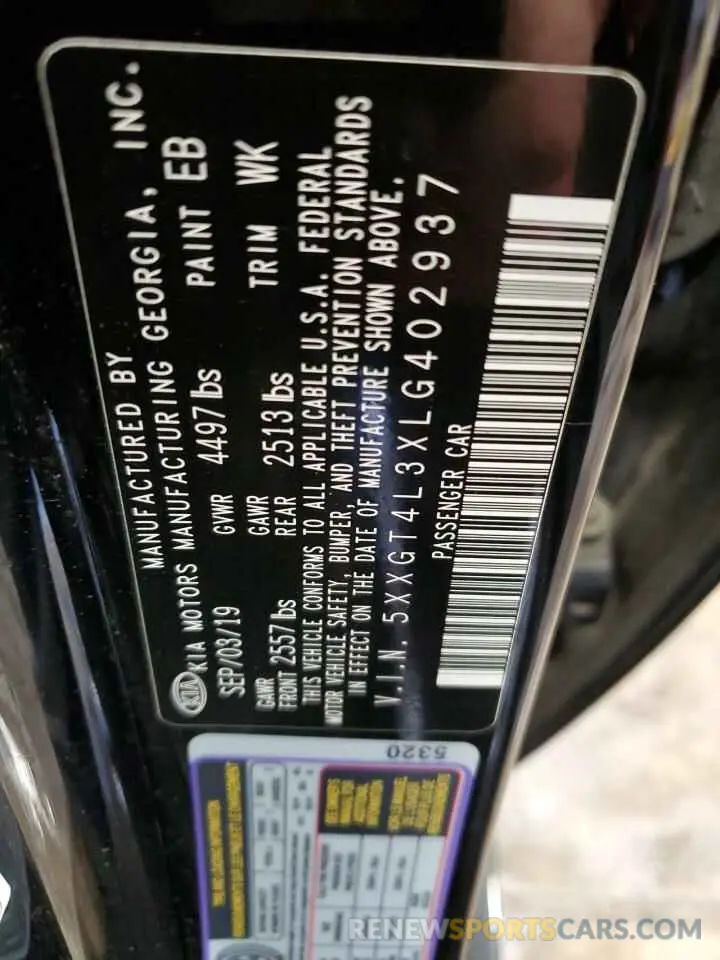 MANUFACTURED BY
KIA KIA MOTORS MANUFACTURING GEORGIA, INC.
SEP/03/19 GVWR 4497lbs PAINT EB
GAWR FRONT 2557lbs GAWR REAR 2513lbs TRIM WK
THIS VEHICLE CONFORMS TO ALL APPLICABLE U.S.A. FEDERAL
MOTOR VEHICLE SAFETY, BUMPER, AND THEFT PREVENTION STANDARDS
IN EFFECT ON THE DATE OF MANUFACTURE SHOWN ABOVE.
V.I.N. 5XXGT4L3XLG402937
PASSENGER CAR
5320
RENEWSPORTSCARS.COM